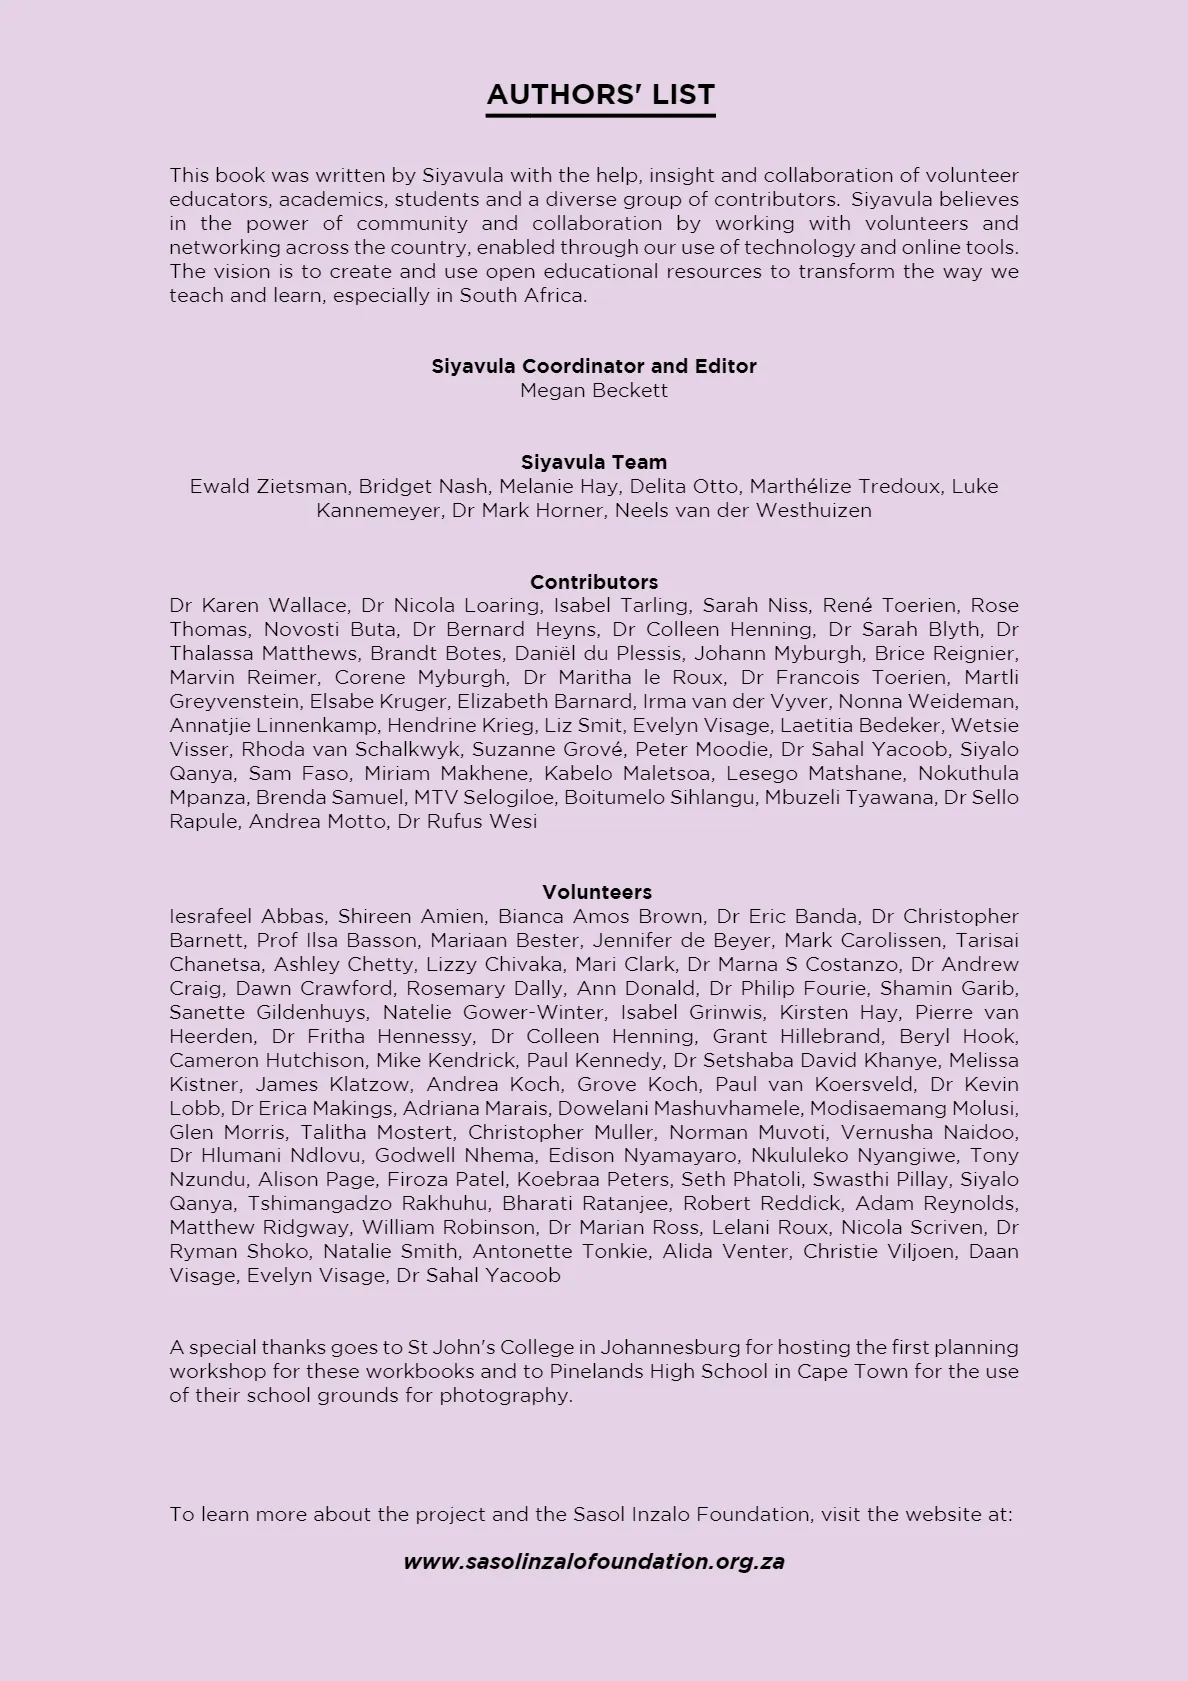 AUTHORS' LIST
This book was written by Siyavula with the help, insight and collaboration of volunteer
educators, academics, students and a diverse group of contributors. Siyavula believes
in the power of community and collaboration by working with volunteers and
networking across the country, enabled through our use of technology and online tools.
The vision is to create and use open educational resources to transform the way we
teach and learn, especially in South Africa.
Siyavula Coordinator and Editor
Megan Beckett
Siyavula Team
Ewald Zietsman, Bridget Nash, Melanie Hay, Delita Otto, Marthélize Tredoux, Luke
Kannemeyer, Dr Mark Horner, Neels van der Westhuizen
Contributors
Dr Karen Wallace, Dr Nicola Loaring, Isabel Tarling, Sarah Niss, René Toerien, Rose
Thomas, Novosti Buta, Dr Bernard Heyns, Dr Colleen Henning, Dr Sarah Blyth, Dr
Thalassa Matthews, Brandt Botes, Daniël du Plessis, Johann Myburgh, Brice Reignier,
Marvin Reimer, Corene Myburgh, Dr Maritha le Roux, Dr Francois Toerien, Martli
Greyvenstein, Elsabe Kruger, Elizabeth Barnard, Irma van der Vyver, Nonna Weideman,
Annatjie Linnenkamp, Hendrine Krieg, Liz Smit, Evelyn Visage, Laetitia Bedeker, Wetsie
Visser, Rhoda van Schalkwyk, Suzanne Grové, Peter Moodie, Dr Sahal Yacoob, Siyalo
Qanya, Sam Faso, Miriam Makhene, Kabelo Maletsoa, Lesego Matshane, Nokuthula
Mpanza, Brenda Samuel, MTV Selogiloe, Boitumelo Sihlangu, Mbuzeli Tyawana, Dr Sello
Rapule, Andrea Motto, Dr Rufus Wesi
Volunteers
Iesrafeel Abbas, Shireen Amien, Bianca Amos Brown, Dr Eric Banda, Dr Christopher
Barnett, Prof Ilsa Basson, Mariaan Bester, Jennifer de Beyer, Mark Carolissen, Tarisai
Chanetsa, Ashley Chetty, Lizzy Chivaka, Mari Clark, Dr Marna S Costanzo, Dr Andrew
Craig, Dawn Crawford, Rosemary Dally, Ann Donald, Dr Philip Fourie, Shamin Garib,
Sanette Gildenhuys, Natelie Gower-Winter, Isabel Grinwis, Kirsten Hay, Pierre van
Heerden, Dr Fritha Hennessy, Dr Colleen Henning, Grant Hillebrand, Beryl Hook,
Cameron Hutchison, Mike Kendrick, Paul Kennedy, Dr Setshaba David Khanye, Melissa
Kistner, James Klatzow, Andrea Koch, Grove Koch, Paul van Koersveld, Dr Kevin
Lobb, Dr Erica Makings, Adriana Marais, Dowelani Mashuvhamele, Modisaemang Molusi,
Glen Morris, Talitha Mostert, Christopher Muller, Norman Muvoti, Vernusha Naidoo,
Dr Hlumani Ndlovu, Godwell Nhema, Edison Nyamayaro, Nkululeko Nyangiwe, Tony
Nzundu, Alison Page, Firoza Patel, Koebraa Peters, Seth Phatoli, Swasthi Pillay, Siyalo
Qanya, Tshimangadzo Rakhuhu, Bharati Ratanjee, Robert Reddick, Adam Reynolds,
Matthew Ridgway, William Robinson, Dr Marian Ross, Lelani Roux, Nicola Scriven, Dr
Ryman Shoko, Natalie Smith, Antonette Tonkie, Alida Venter, Christie Viljoen, Daan
Visage, Evelyn Visage, Dr Sahal Yacoob
A special thanks goes to St John's College in Johannesburg for hosting the first planning
workshop for these workbooks and to Pinelands High School in Cape Town for the use
of their school grounds for photography.
To learn more about the project and the Sasol Inzalo Foundation, visit the website at:
www.sasolinzalofoundation.org.za